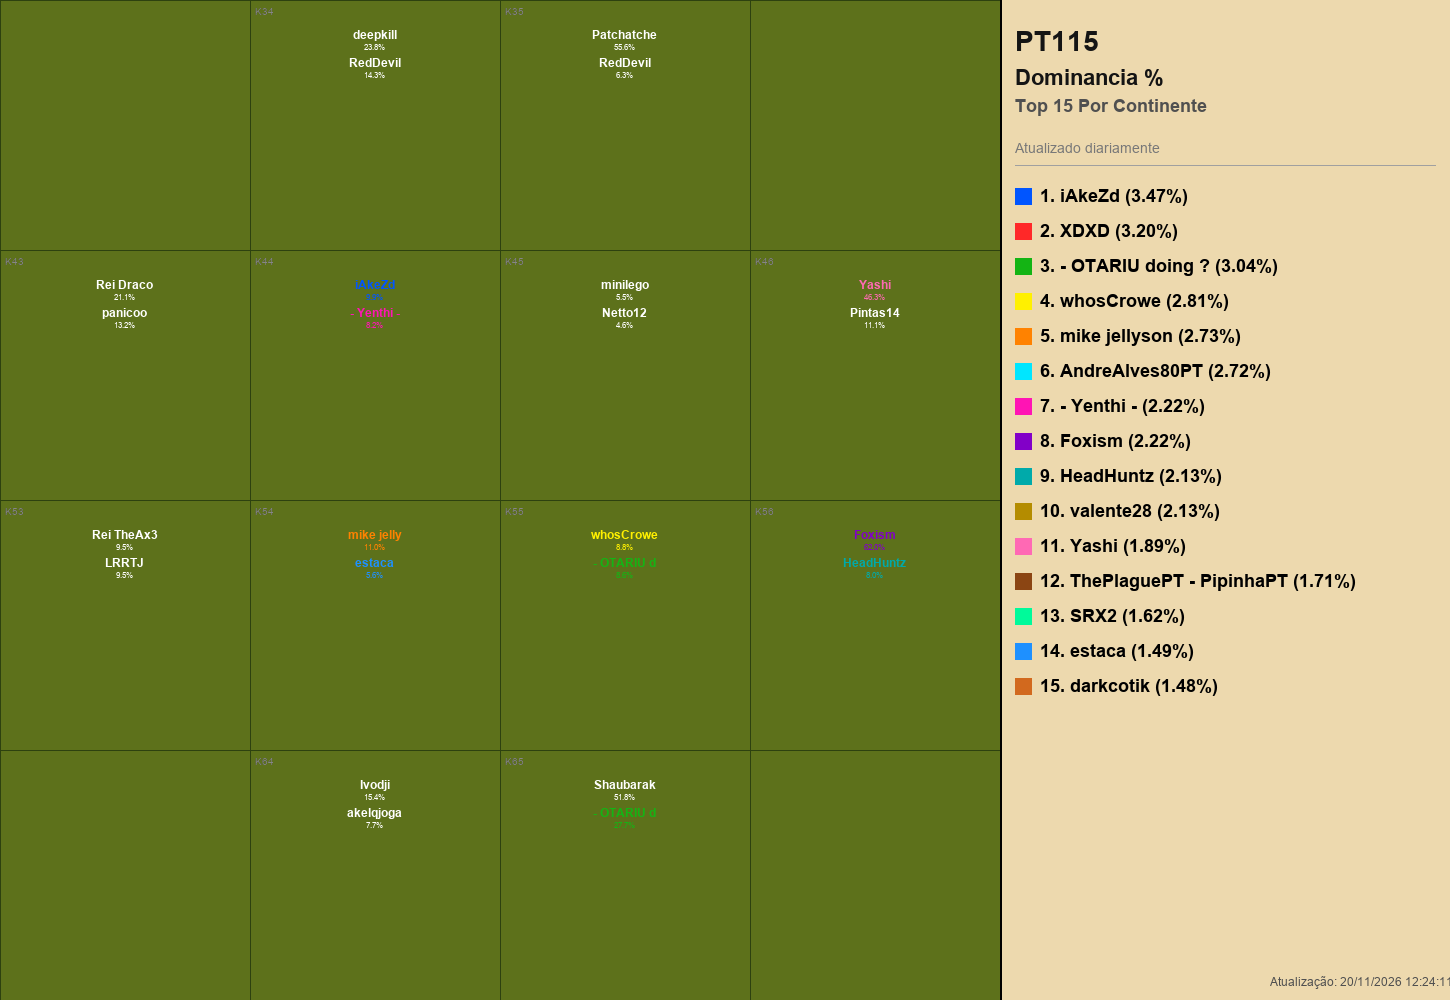 K34
deepkill
23.8%
RedDevil
14.3%
K35
Patchatche
55.6%
RedDevil
6.3%
K43
Rei Draco
21.1%
panicoo
13.2%
K44
iAkeZd
- Yenthi -
K45
minilego
5.5%
Netto12
4.6%
K46
Yashi
46.3%
Pintas14
11.1%
K53
Rei TheAx3
9.5%
LRRTJ
9.5%
K54
mike jelly
11.0%
estaca
5.6%
K55
whosCrowe
8.8%
- OTARIU d
K56
Foxism
HeadHuntz
8.0%
K64
Ivodji
15.4%
akelqjoga
7.7%
K65
Shaubarak
51.8%
- OTARIU d
27.7%
PT115
Dominancia %
Top 15 Por Continente
Atualizado diariamente
1. iAkeZd (3.47%)
2. XDXD (3.20%)
3. - OTARIU doing ? (3.04%)
4. whosCrowe (2.81%)
5. mike jellyson (2.73%)
6. AndreAlves80PT (2.72%)
7. - Yenthi - (2.22%)
8. Foxism (2.22%)
9. HeadHuntz (2.13%)
10. valente28 (2.13%)
11. Yashi (1.89%)
12. ThePlaguePT - PipinhaPT (1.71%)
13. SRX2 (1.62%)
14. estaca (1.49%)
15. darkcotik (1.48%)
Atualização: 20/11/2026 12:24:11